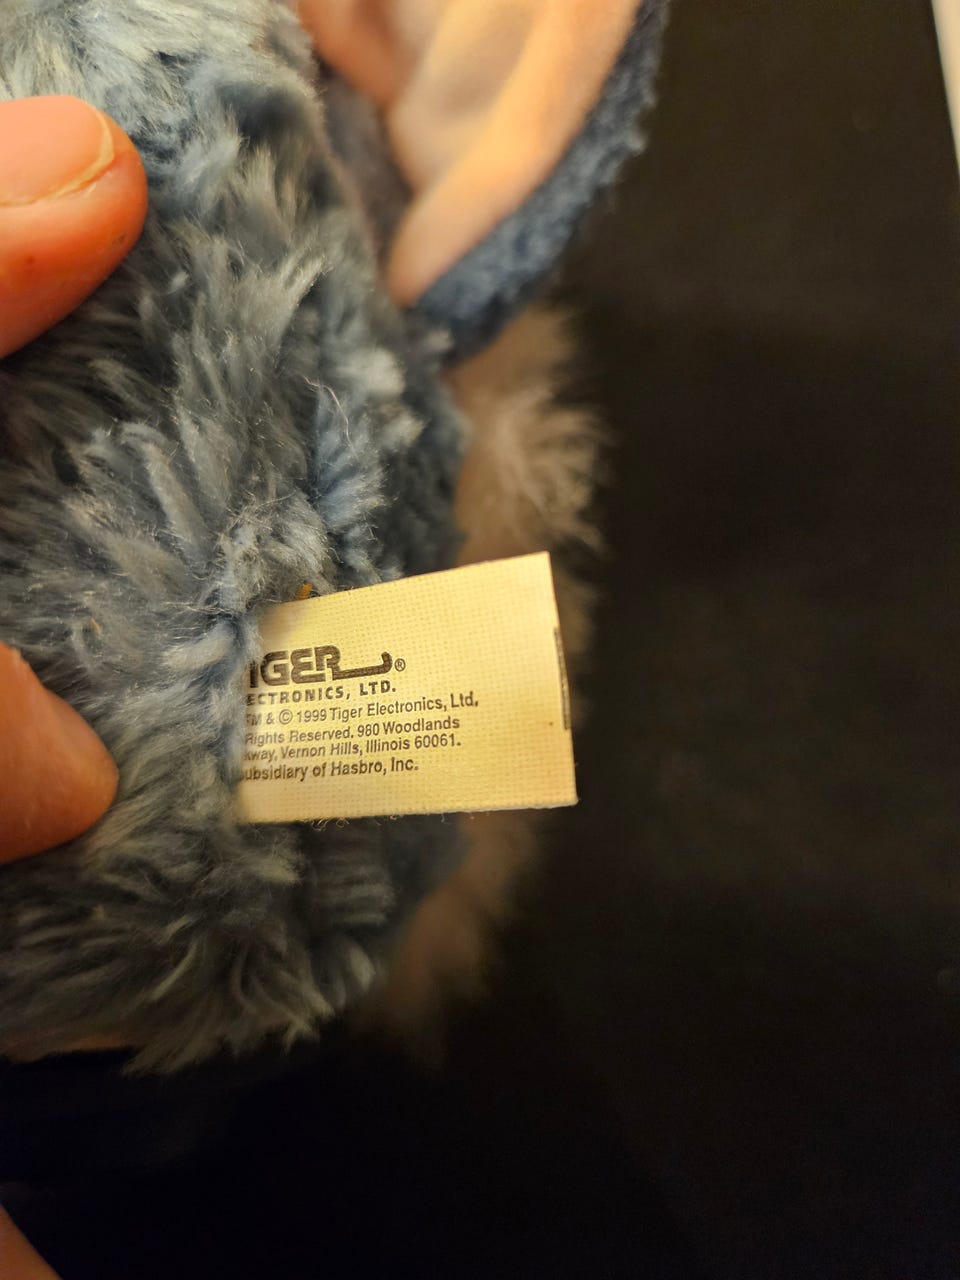 IGER®
ECTRONICS, LTD.
TM & © 1999 Tiger Electronics, Ltd.
Rights Reserved. 980 Woodlands
kway, Vernon Hills, Illinois 60061.
ubsidiary of Hasbro, Inc.